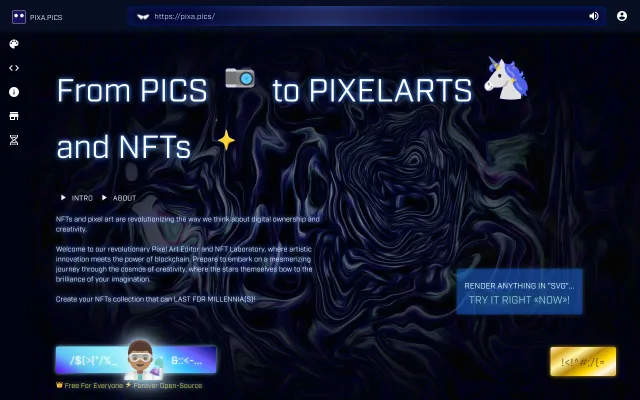 PIXA.PICS
https://pixa.pics/
From PICS to PIXELARTS
and NFTs
INTRO ABOUT
NFTs and pixel art are revolutionizing the way we think about digital ownership and
creativity.
Welcome to our revolutionary Pixel Art Editor and NFT Laboratory, where artistic
innovation meets the power of blockchain. Prepare to embark on a mesmerizing
journey through the cosmos of creativity, where the stars themselves bow to the
brilliance of your imagination.
Create your NFTs collection that can LAST FOR MILLENNIA(S)!
RENDER ANYTHING IN "SVG"...
TRY IT RIGHT «NOW»!
Free For Everyone Forever Open-Source